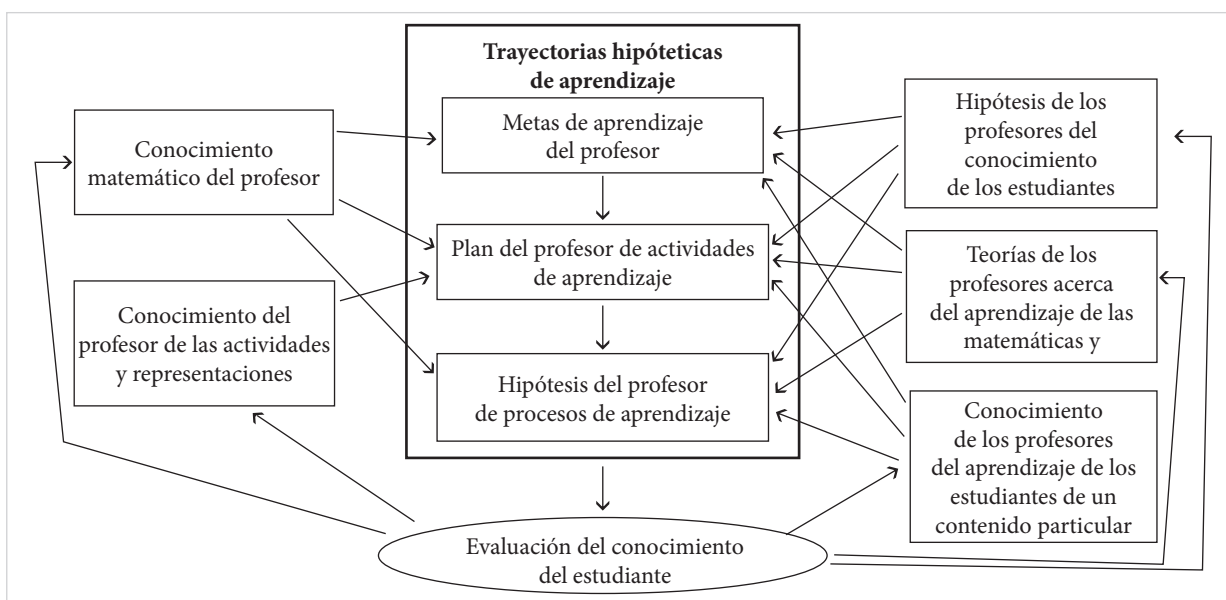 Trayectorias hipóteticas
de aprendizaje
Metas de aprendizaje
del profesor
Plan del profesor de actividades
de aprendizaje
Hipótesis del profesor
de procesos de aprendizaje
Conocimiento
matemático del profesor
Conocimiento del
profesor de las actividades
y representaciones
Hipótesis de los
profesores del
conocimiento
de los estudiantes
Teorías de los
profesores acerca
del aprendizaje de las
matemáticas y
Conocimiento
de los profesores
del aprendizaje de los
estudiantes de un
contenido particular
Evaluación del conocimiento
del estudiante